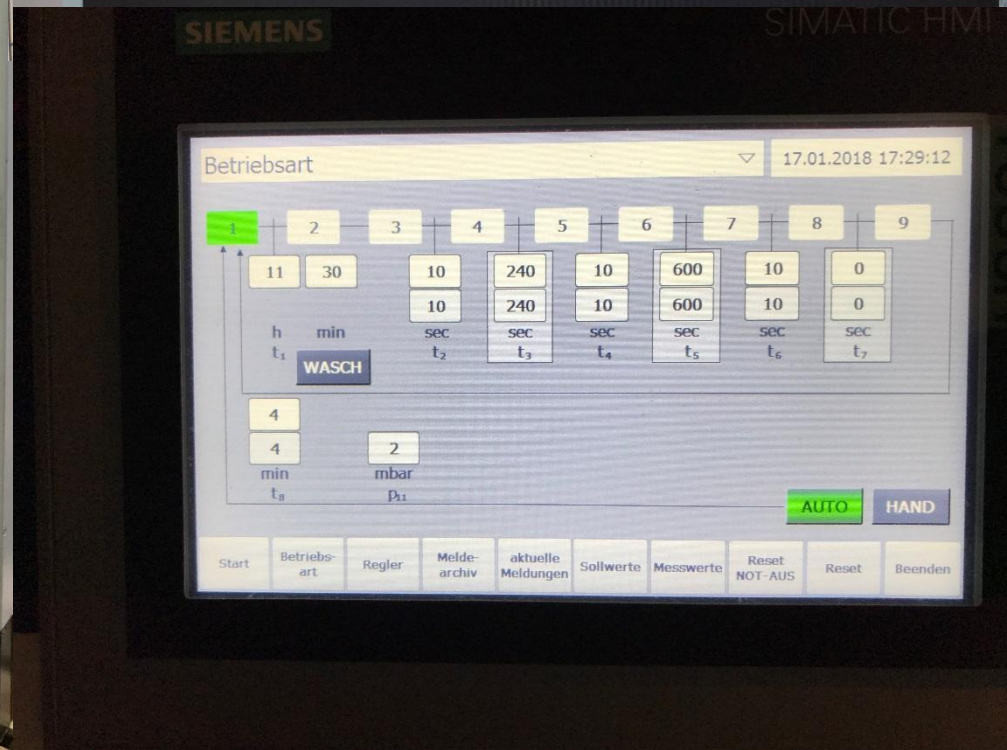 SIEMENS
SIMATIC HMI
Betriebsart
17.01.2018 17:29:12
1 2 3 4 5 6 7 8 9
11 30 10 240 10 600 10 0
10 240 10 600 10 0
h min sec sec sec sec sec sec
t₁ t₂ t₃ t₄ t₅ t₆ t₇
WASCH
4
4 2
min mbar
t₈ p₁₁
AUTO HAND
Start Betriebs- Regler Melde- aktuelle Sollwerte Messwerte Reset Reset Beenden
art archiv Meldungen NOT-AUS